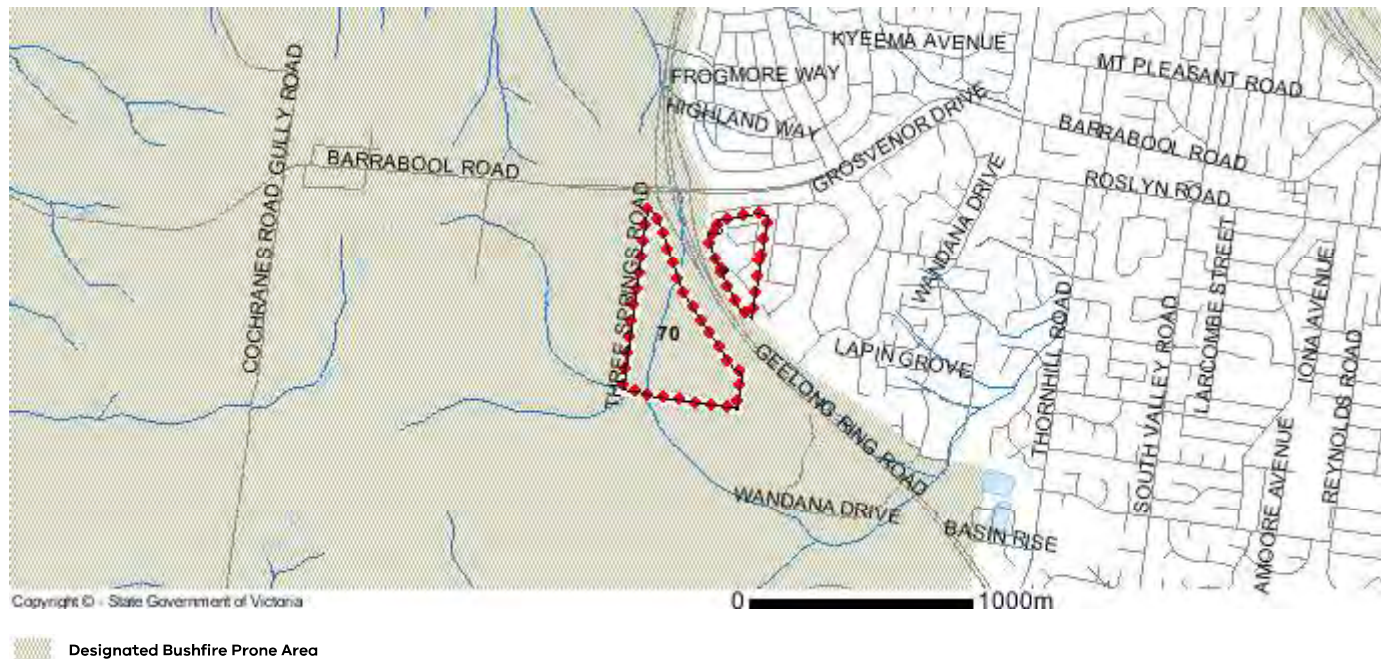 KYEEMA AVENUE
FROGMORE WAY
MT PLEASANT ROAD
HIGHLAND WAY
GROSVENOR DRIVE
BARRABOOL ROAD
BARRABOOL ROAD
COCHRANES ROAD GULLY ROAD
ROSLYN ROAD
WANDANA DRIVE
THREE SPRINGS ROAD
70
LARCOMBE STREET
IONA AVENUE
LAPIN GROVE
GEELONG RING ROAD
THORNHILL ROAD
SOUTH VALLEY ROAD
REYNOLDS ROAD
AMOORE AVENUE
WANDANA DRIVE
BASIN RISE
Copyright © - State Government of Victoria
0 1000m
Designated Bushfire Prone Area